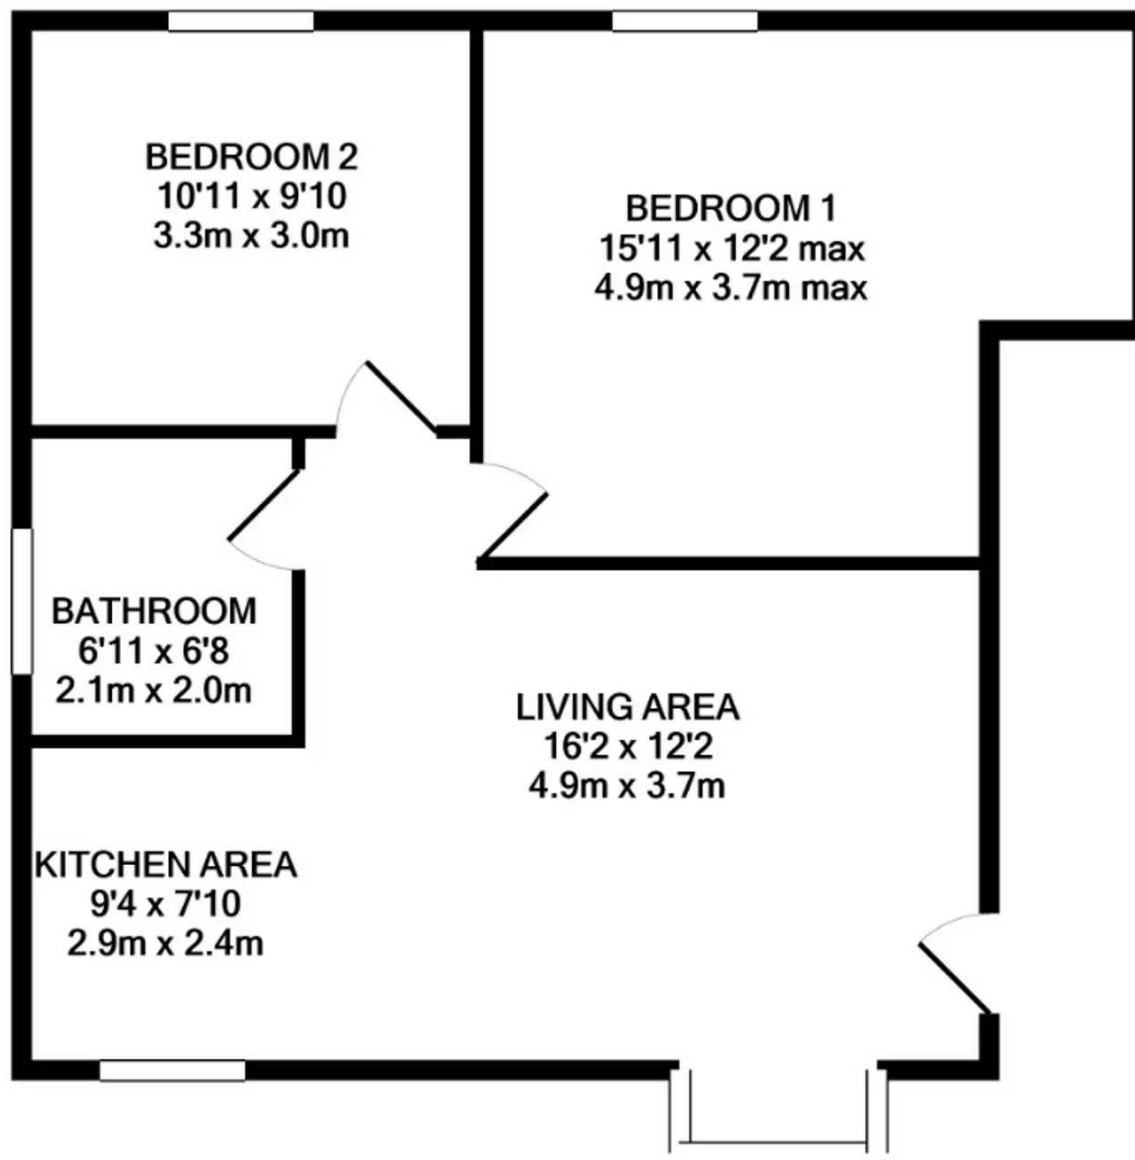 BEDROOM 2
10'11 x 9'10
3.3m x 3.0m
BEDROOM 1
15'11 x 12'2 max
4.9m x 3.7m max
BATHROOM
6'11 x 6'8
2.1m x 2.0m
LIVING AREA
16'2 x 12'2
4.9m x 3.7m
KITCHEN AREA
9'4 x 7'10
2.9m x 2.4m